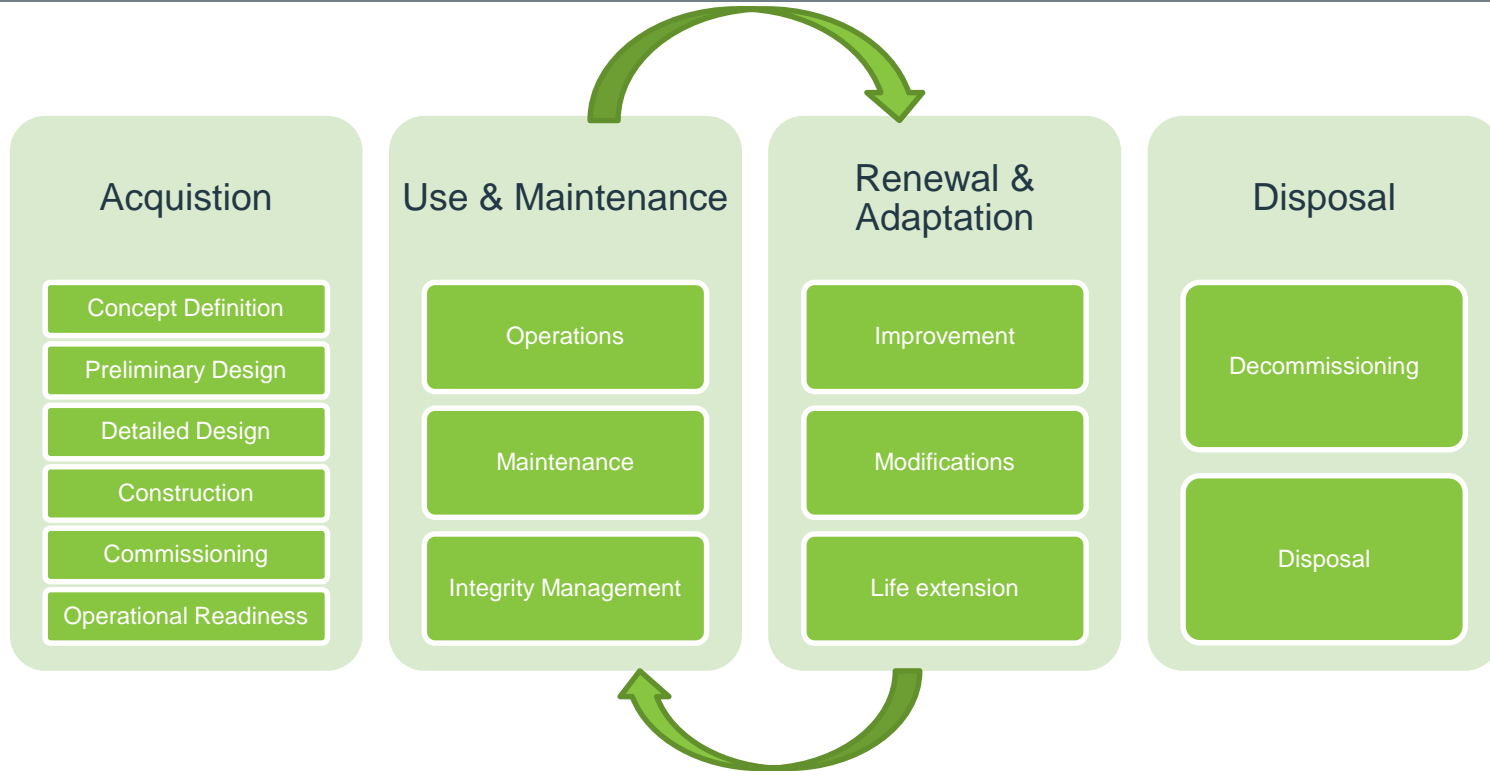 Acquistion
Concept Definition
Preliminary Design
Detailed Design
Construction
Commissioning
Operational Readiness
Use & Maintenance
Operations
Maintenance
Integrity Management
Renewal &
Adaptation
Improvement
Modifications
Life extension
Disposal
Decommissioning
Disposal